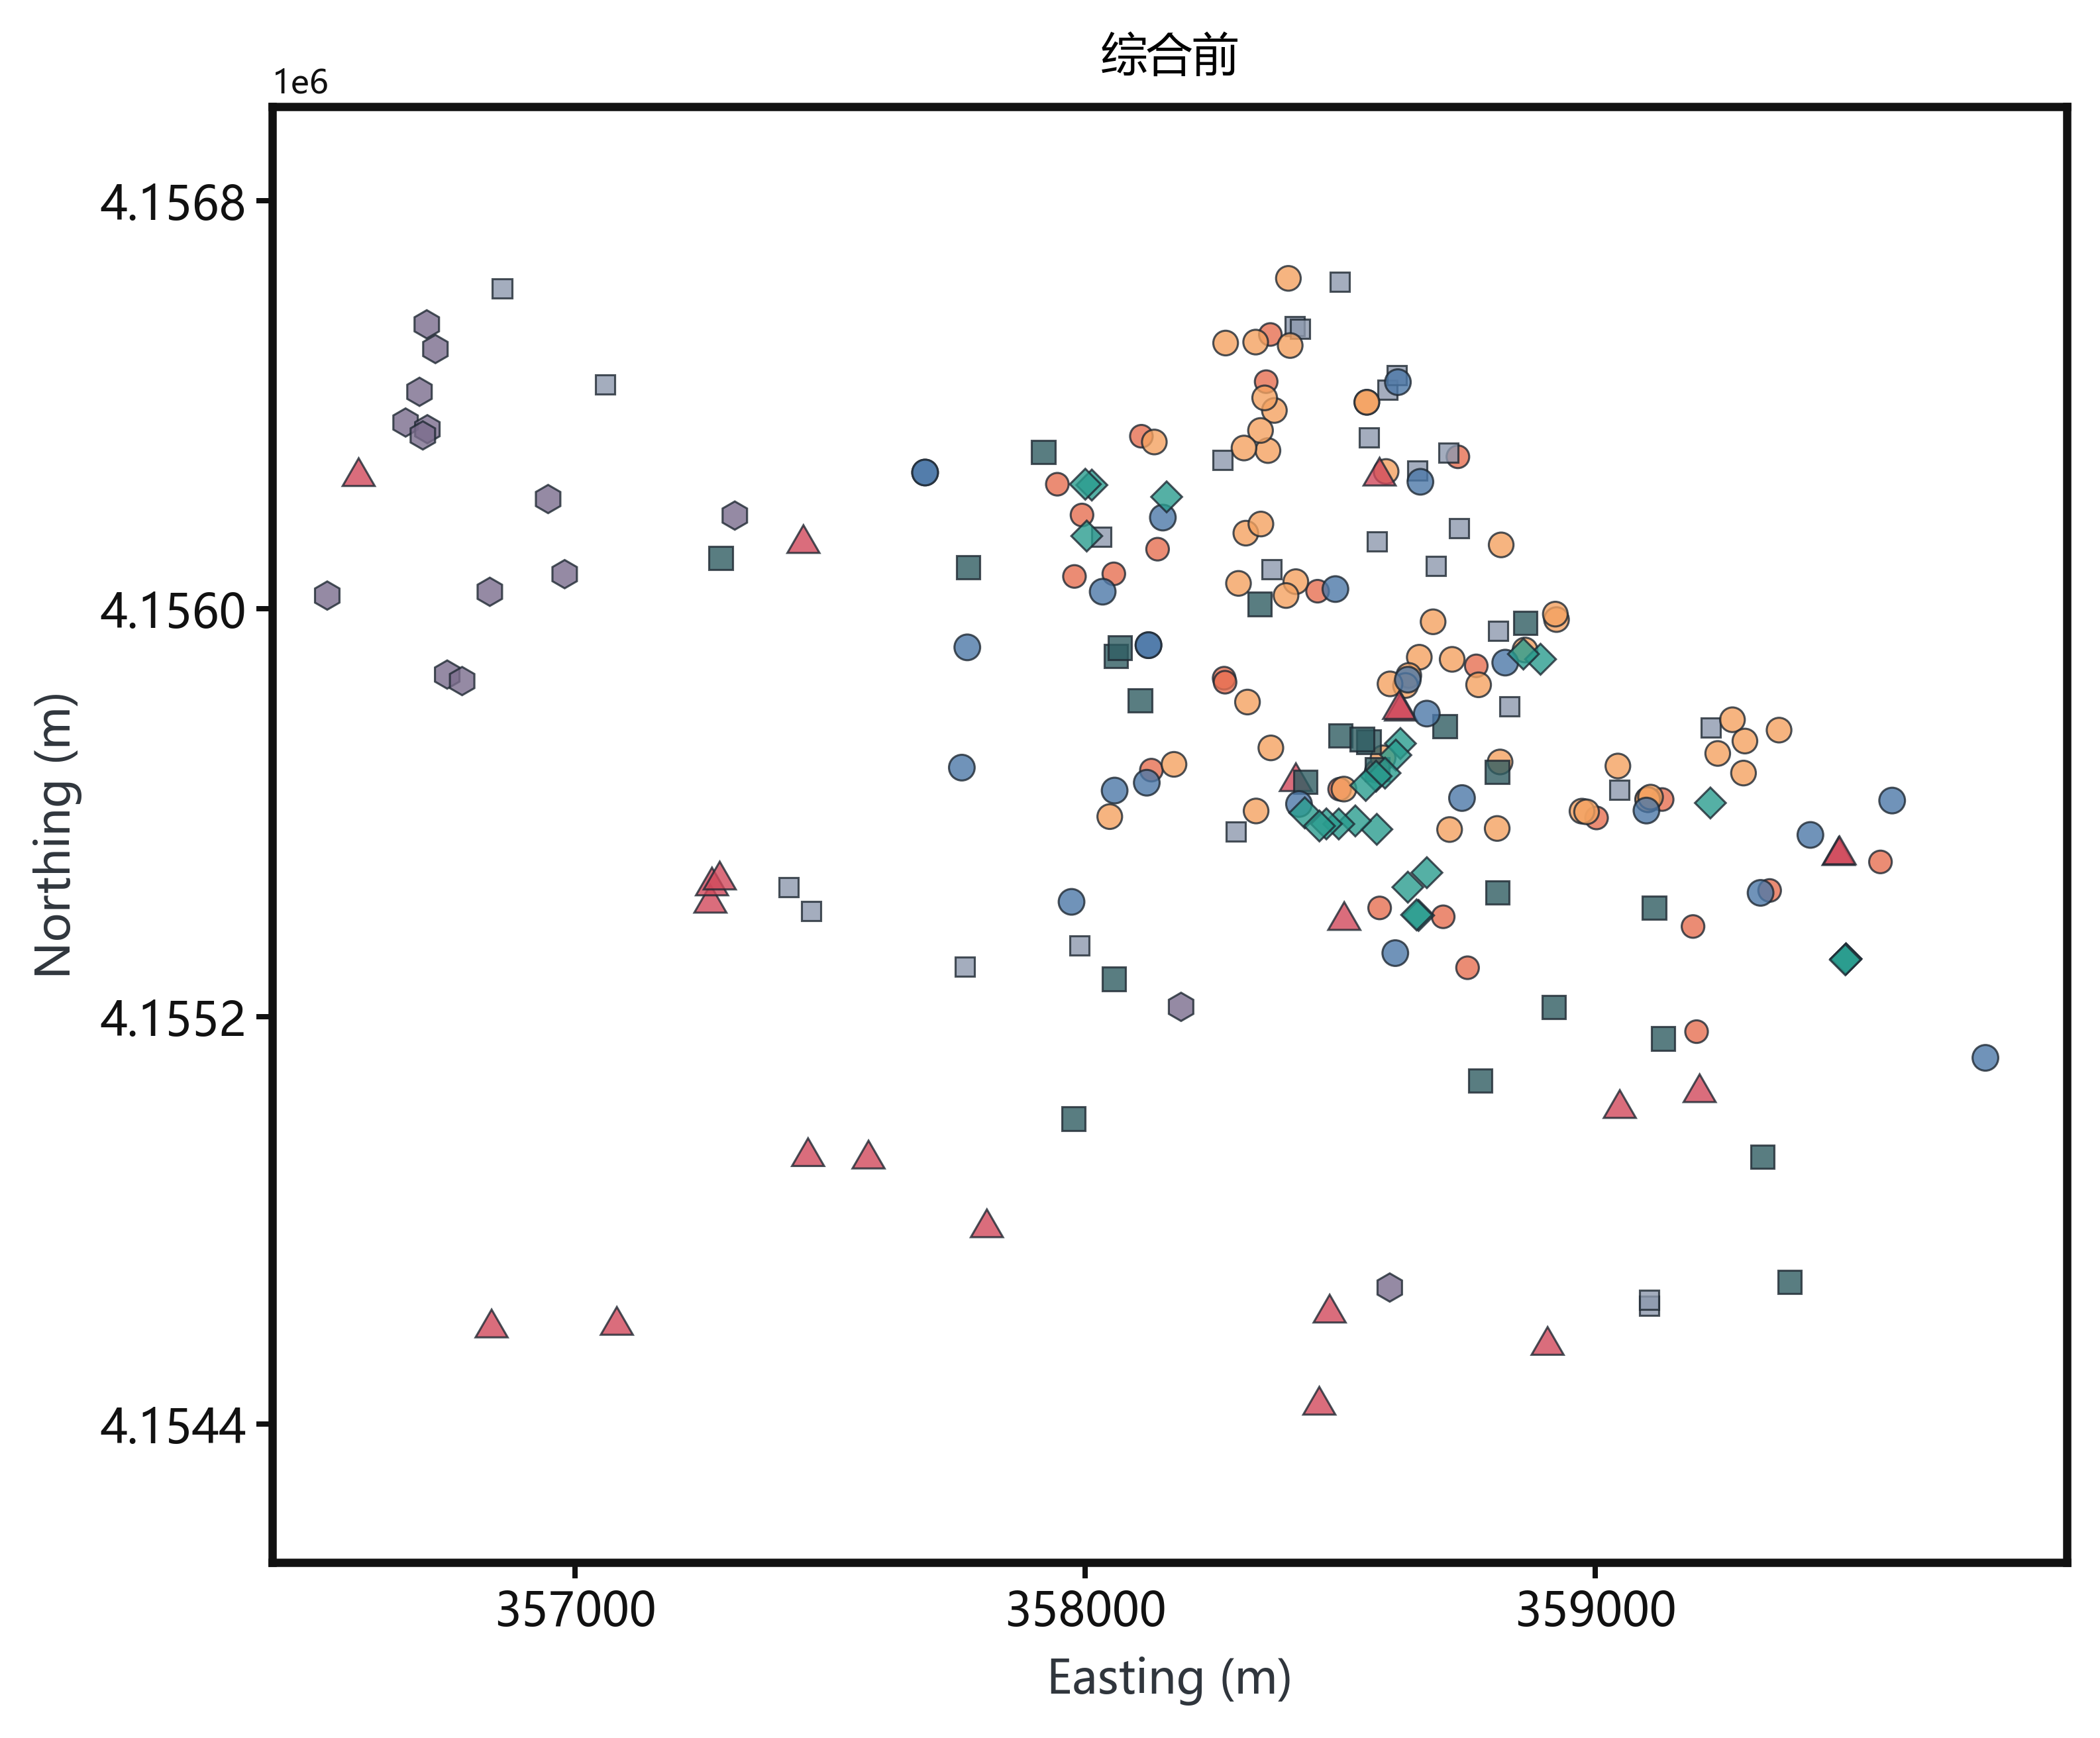 综合前
1e6
4.1568
4.1560
4.1552
4.1544
Northing (m)
357000 358000 359000
Easting (m)